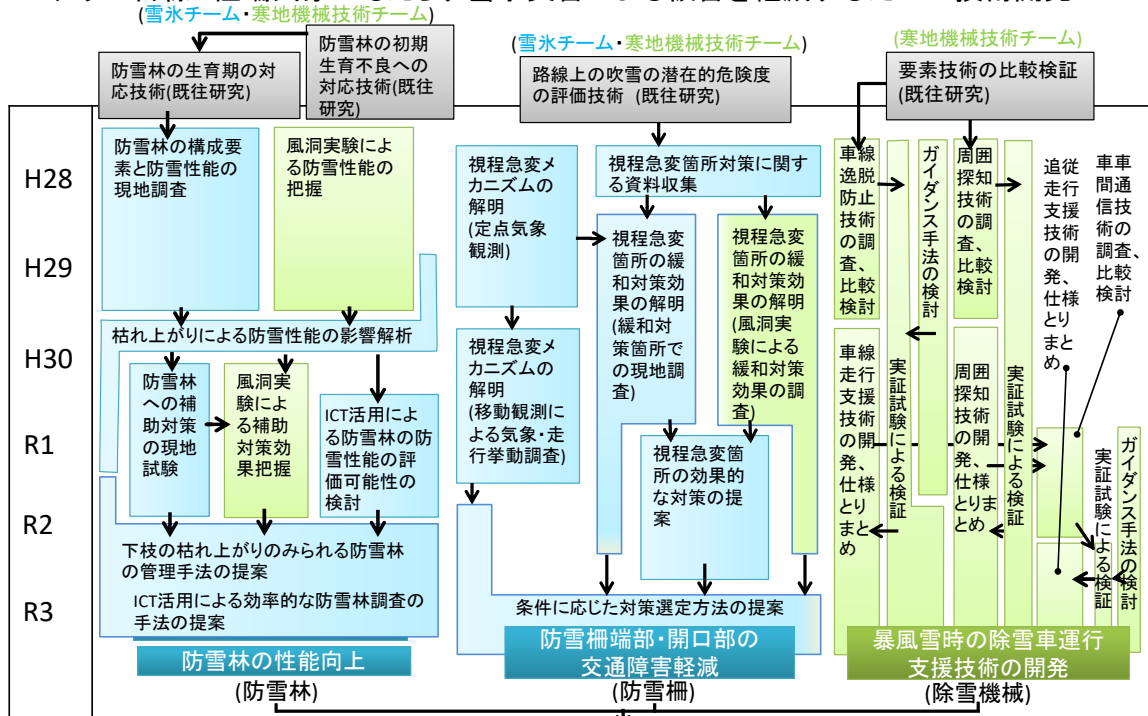 (雪氷チーム・寒地機械技術チーム)
防雪林の生育期の対
応技術(既往研究)
防雪林の初期
生育不良への
対応技術(既往
研究)
(雪氷チーム・寒地機械技術チーム)
路線上の吹雪の潜在的危険度
の評価技術 (既往研究)
(寒地機械技術チーム)
要素技術の比較検証
(既往研究)
H28
H29
H30
R1
R2
R3
防雪林の構成要
素と防雪性能の
現地調査
風洞実験によ
る防雪性能の
把握
枯れ上がりによる防雪性能の影響解析
防雪林
への補
助対策
の現地
試験
風洞実
験によ
る補助
対策効
果把握
ICT活用によ
る防雪林の防
雪性能の評
価可能性の
検討
下枝の枯れ上がりのみられる防雪林
の管理手法の提案
ICT活用による効率的な防雪林調査の
手法の提案
防雪林の性能向上
(防雪林)
視程急変メ
カニズムの
解明
(定点気象
観測)
視程急変箇所対策に関す
る資料収集
視程急変
箇所の緩
和対策効
果の解明
(緩和対
策箇所で
の現地調
査)
視程急変
箇所の緩
和対策効
果の解明
(風洞実
験による
緩和対策
効果の調
査)
視程急変メ
カニズムの
解明
(移動観測に
よる気象・走
行挙動調査)
視程急変箇
所の効果的
な対策の提
案
条件に応じた対策選定方法の提案
防雪柵端部・開口部の
交通障害軽減
(防雪柵)
車線逸脱防止技術の調査、比較検討
ガイダンス手法の検討
周囲探知技術の調査、比較検討
追従走行支援技術の開発、仕様とりまとめ
車車間通信技術の調査、比較検討
車線走行支援技術の開発、仕様とりまとめ
実証試験による検証
周囲探知技術の開発、仕様とりまとめ
実証試験による検証
実証試験による検証
ガイダンス手法の検討
暴風雪時の除雪車運行
支援技術の開発
(除雪機械)